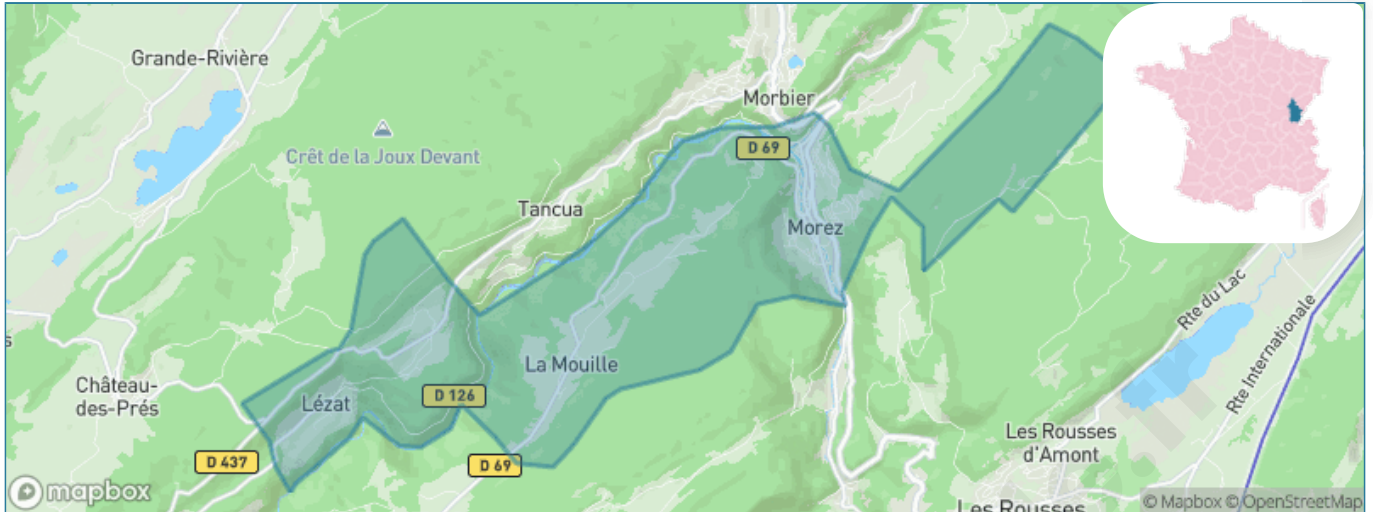 Grande-Rivière
Morbier
D 69
Crêt de la Joux Devant
Tancua
Morez
Rte du Lac
Rte Internationale
La Mouille
Château-
des-Prés
D 126
Lézat
Les Rousses
d'Amont
D 437
D 69
mapbox
© Mapbox © OpenStreetMap
Les Rousses